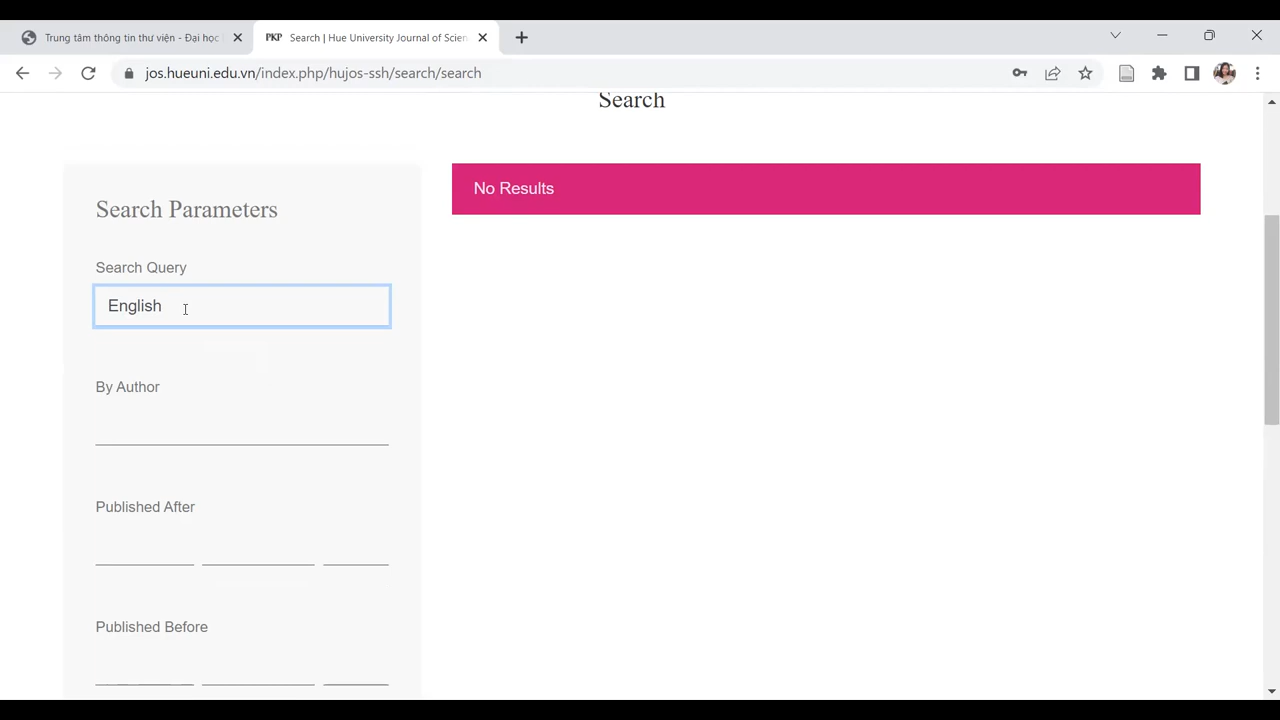 Trung tâm thông tin thư viện - Đại học
PKP Search | Hue University Journal of Scien
jos.hueuni.edu.vn/index.php/hujos-ssh/search/search
Search
No Results
Search Parameters
Search Query
English
By Author
Published After
Published Before